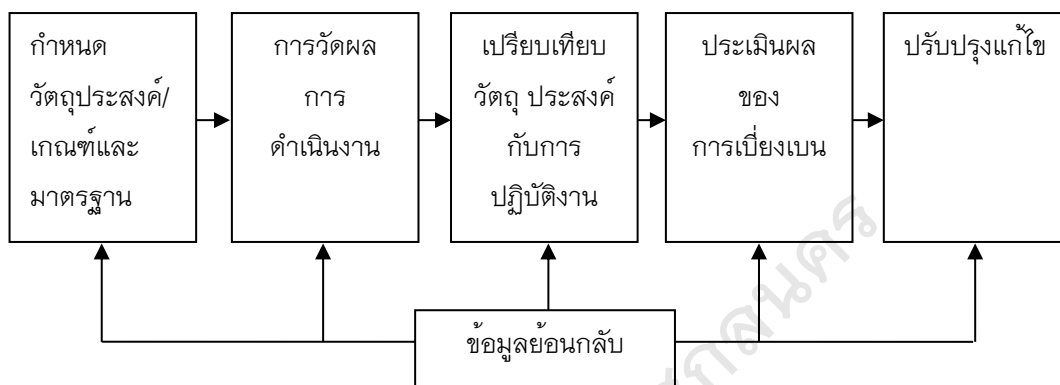 กำหนด
วัตถุประสงค์/
เกณฑ์และ
มาตรฐาน
การวัดผล
การ
ดำเนินงาน
เปรียบเทียบ
วัตถุ ประสงค์
กับการ
ปฏิบัติงาน
ประเมินผล
ของ
การเบี่ยงเบน
ปรับปรุงแก้ไข
ข้อมูลย้อนกลับ